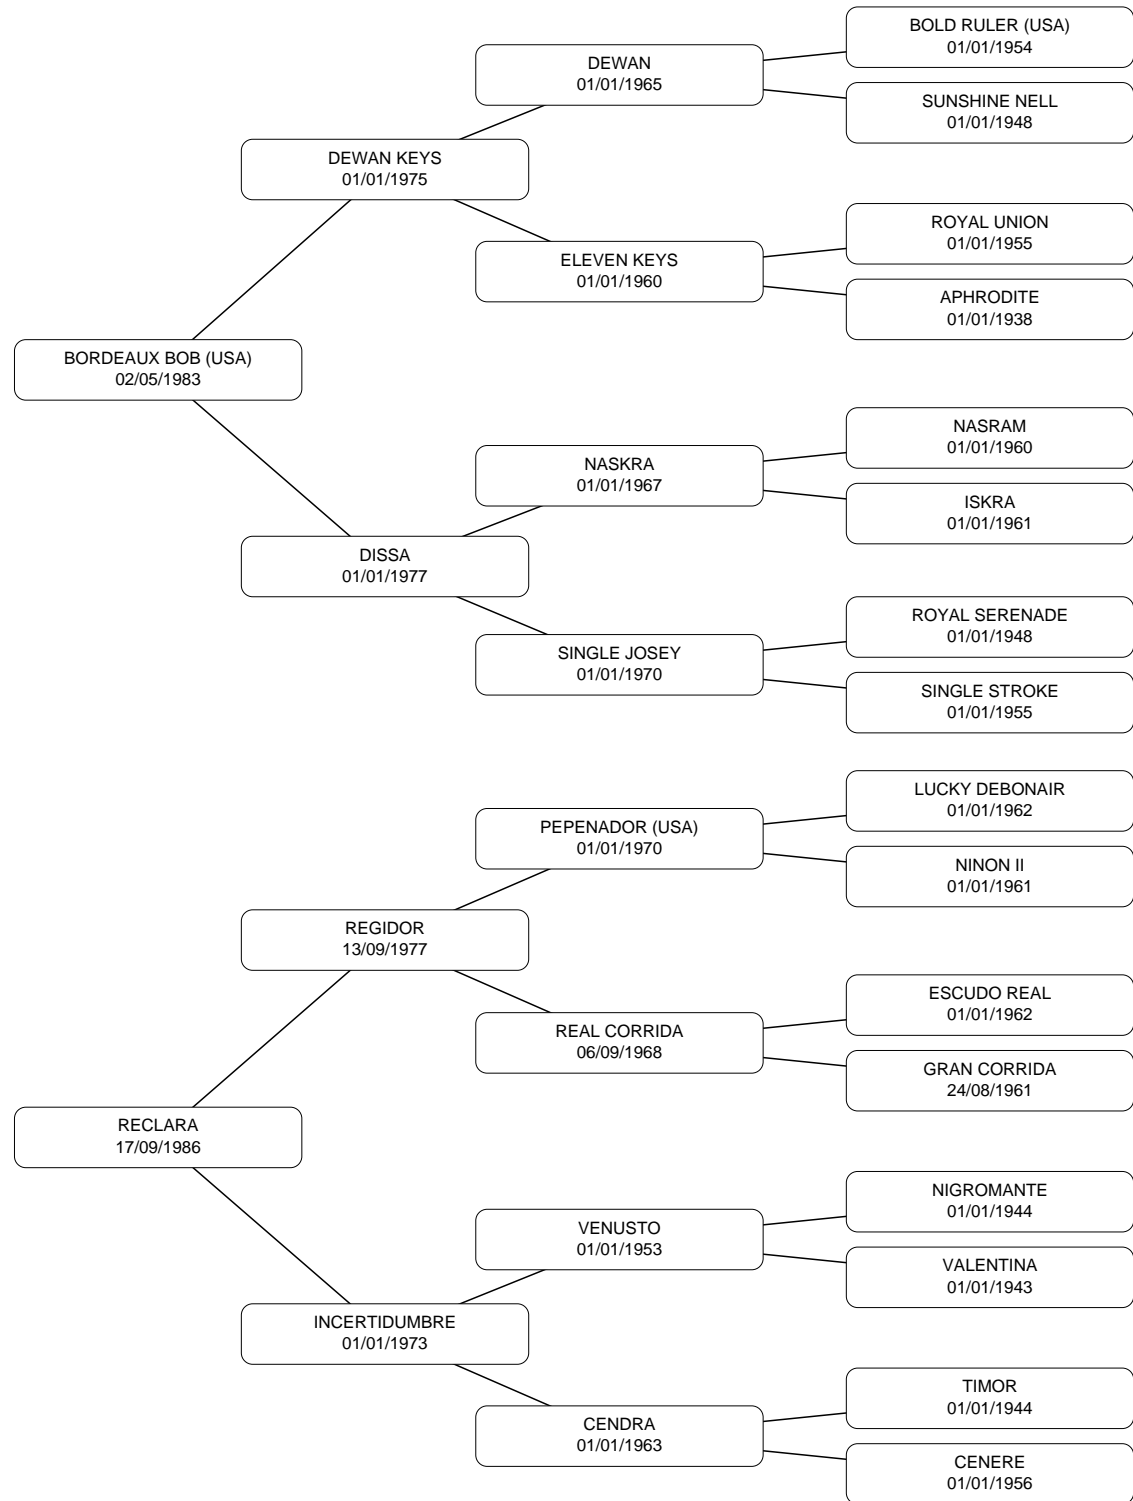 BOLD RULER (USA)
01/01/1954
DEWAN
01/01/1965
SUNSHINE NELL
01/01/1948
DEWAN KEYS
01/01/1975
ROYAL UNION
01/01/1955
ELEVEN KEYS
01/01/1960
APHRODITE
01/01/1938
BORDEAUX BOB (USA)
02/05/1983
NASRAM
01/01/1960
NASKRA
01/01/1967
ISKRA
01/01/1961
DISSA
01/01/1977
ROYAL SERENADE
01/01/1948
SINGLE JOSEY
01/01/1970
SINGLE STROKE
01/01/1955
LUCKY DEBONAIR
01/01/1962
PEPENADOR (USA)
01/01/1970
NINON II
01/01/1961
REGIDOR
13/09/1977
ESCUDO REAL
01/01/1962
REAL CORRIDA
06/09/1968
GRAN CORRIDA
24/08/1961
RECLARA
17/09/1986
NIGROMANTE
01/01/1944
VENUSTO
01/01/1953
VALENTINA
01/01/1943
INCERTIDUMBRE
01/01/1973
TIMOR
01/01/1944
CENDRA
01/01/1963
CENERE
01/01/1956